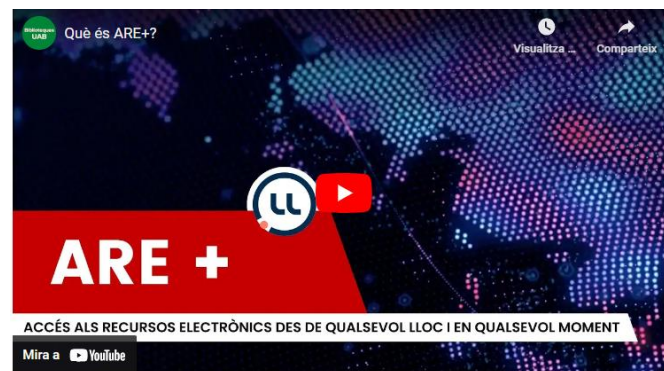 Biblioteques
UAB
Què és ARE+?
Visualitza ...
Comparteix
LL
ARE +
ACCÉS ALS RECURSOS ELECTRÒNICS DES DE QUALSEVOL LLOC I EN QUALSEVOL MOMENT
Mira a YouTube